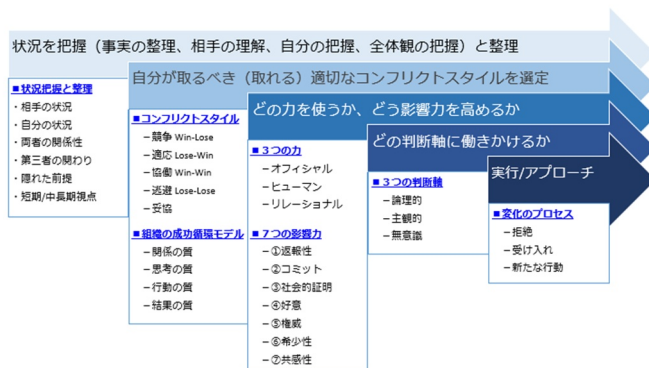 状況を把握（事実の整理、相手の理解、自分の把握、全体観の把握）と整理
■状況把握と整理
・相手の状況
・自分の状況
・両者の関係性
・第三者の関わり
・隠れた前提
・短期/中長期視点
自分が取るべき（取れる）適切なコンフリクトスタイルを選定
■コンフリクトスタイル
－競争 Win-Lose
－適応 Lose-Win
－協働 Win-Win
－逃避 Lose-Lose
－妥協
■組織の成功循環モデル
－関係の質
－思考の質
－行動の質
－結果の質
どの力を使うか、どう影響力を高めるか
■３つの力
－オフィシャル
－ヒューマン
－リレーショナル
■７つの影響力
－①返報性
－②コミット
－③社会的証明
－④好意
－⑤権威
－⑥希少性
－⑦共感性
どの判断軸に働きかけるか
■３つの判断軸
－論理的
－主観的
－無意識
実行/アプローチ
■変化のプロセス
－拒絶
－受け入れ
－新たな行動